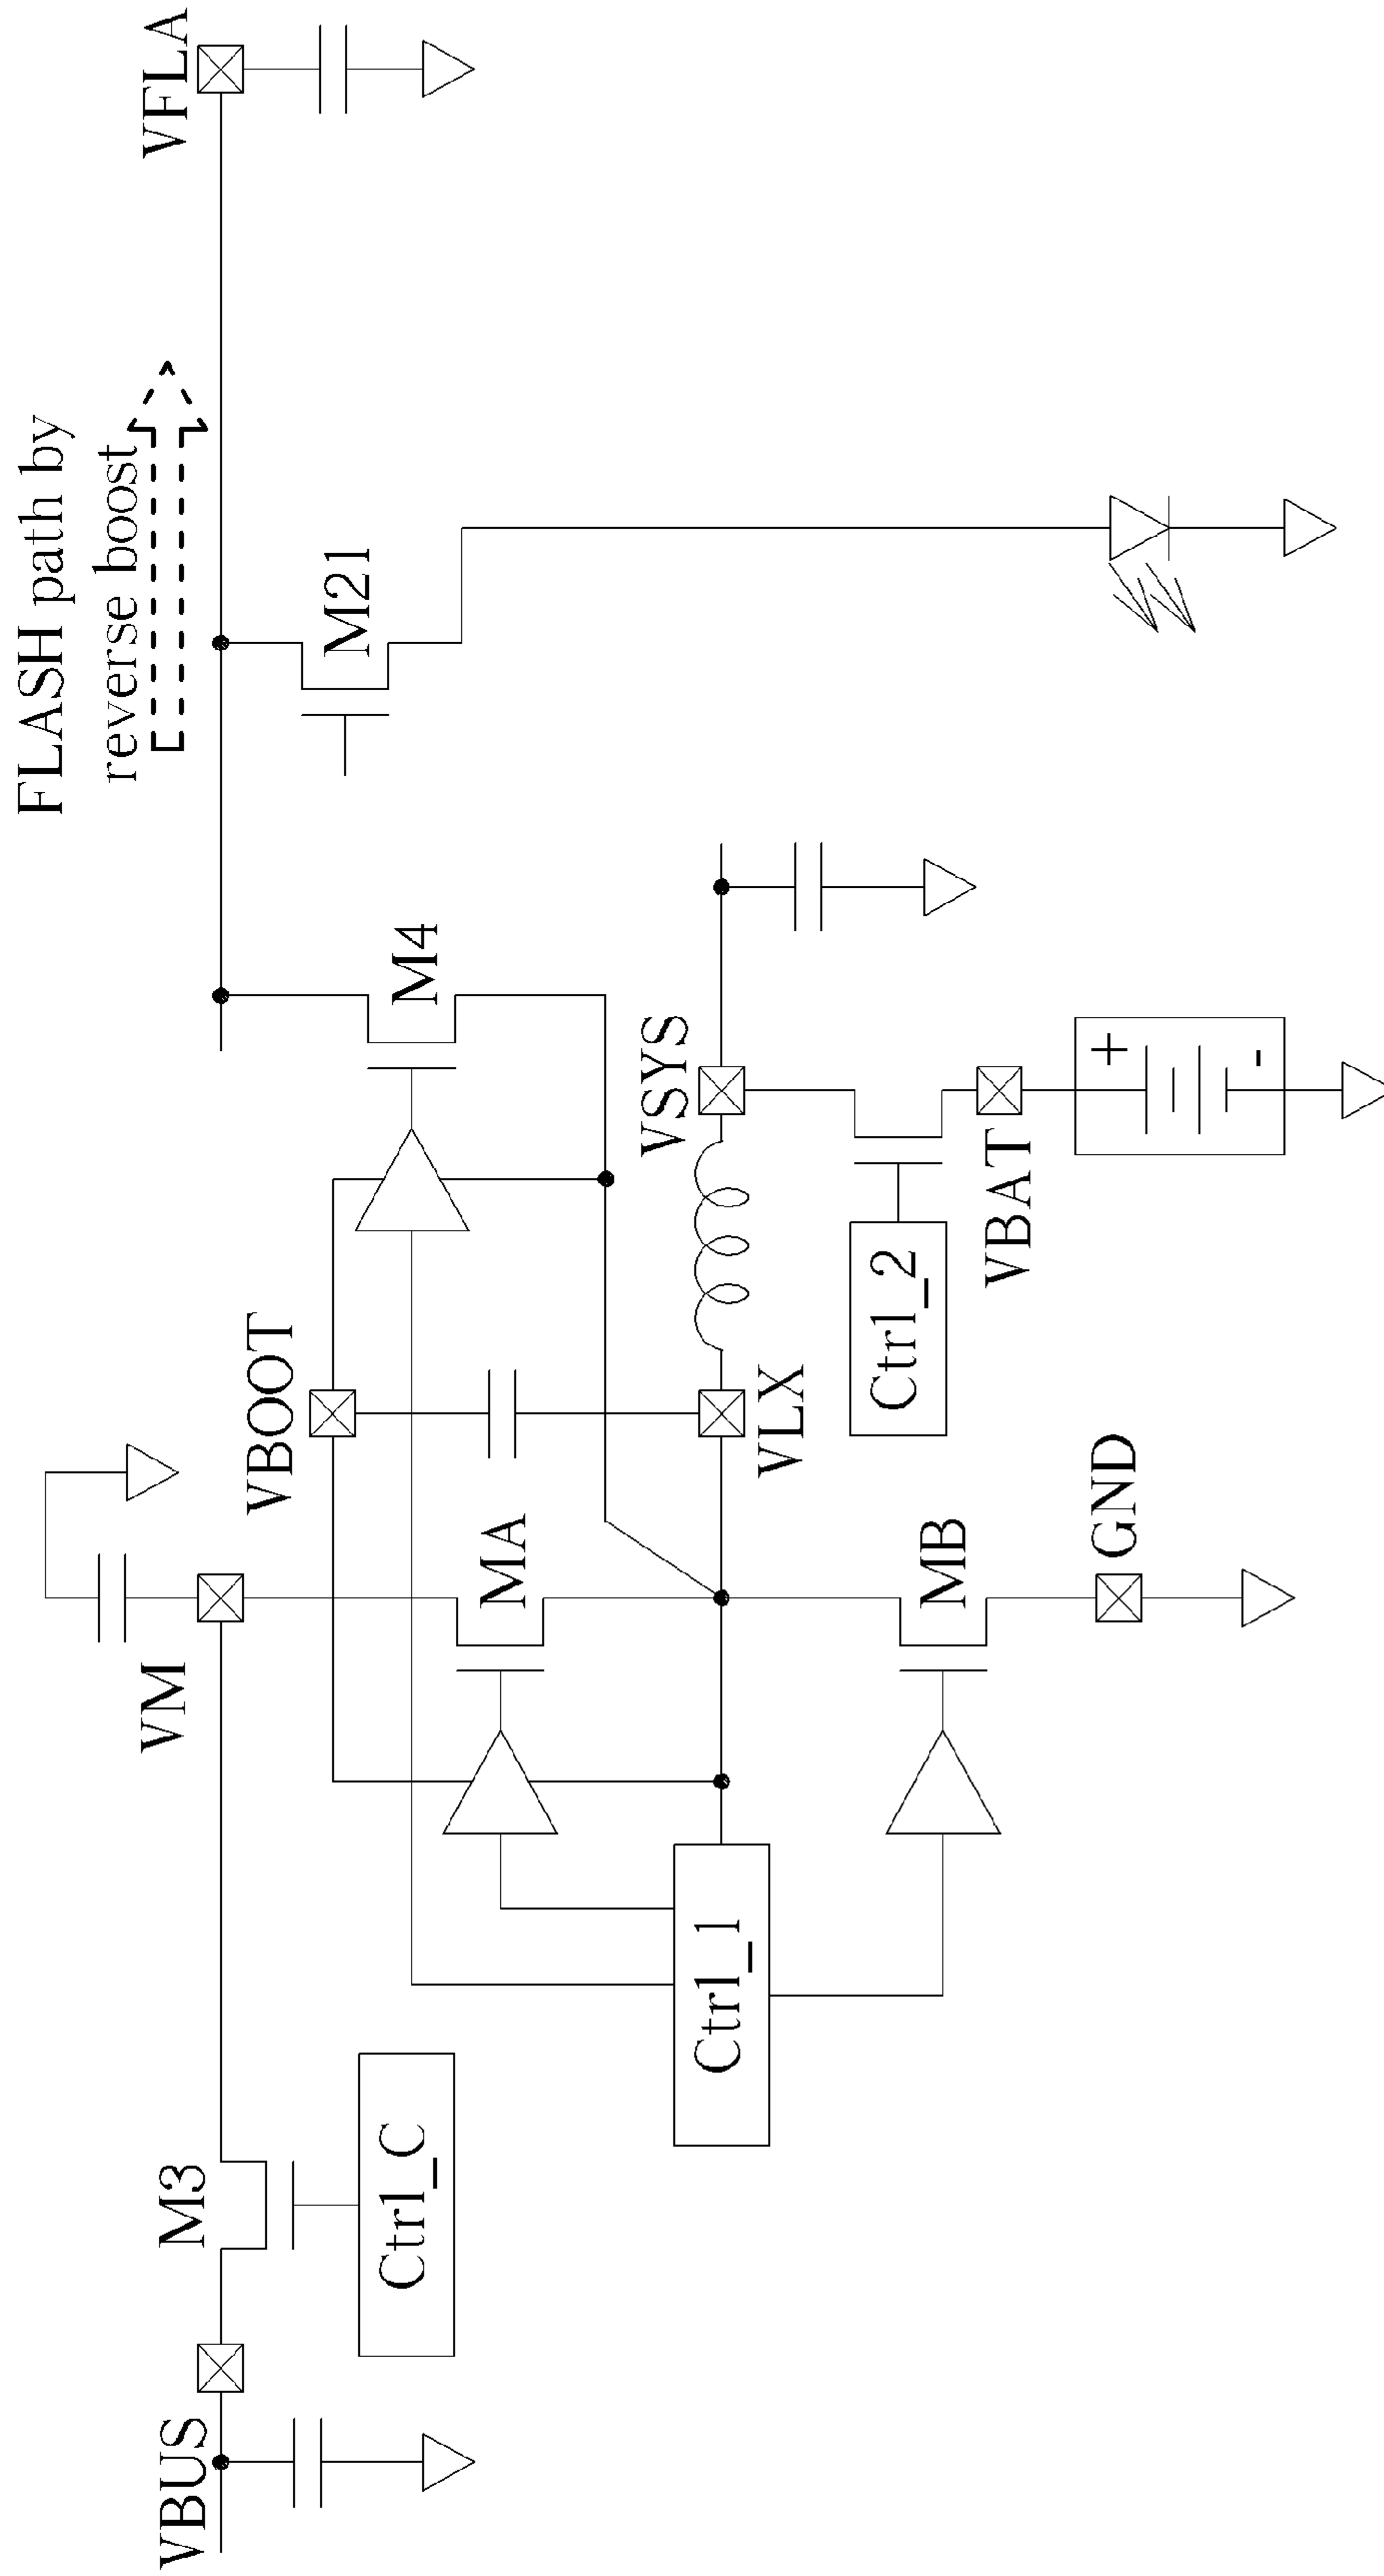 FLASH path by
reverse boost
VBUS
M3
VM
VFLA
VBOOT
M4
M21
MA
Ctrl_C
VSYS
Ctrl_1
VLX
Ctrl_2
+
-
MB
VBAT
GND